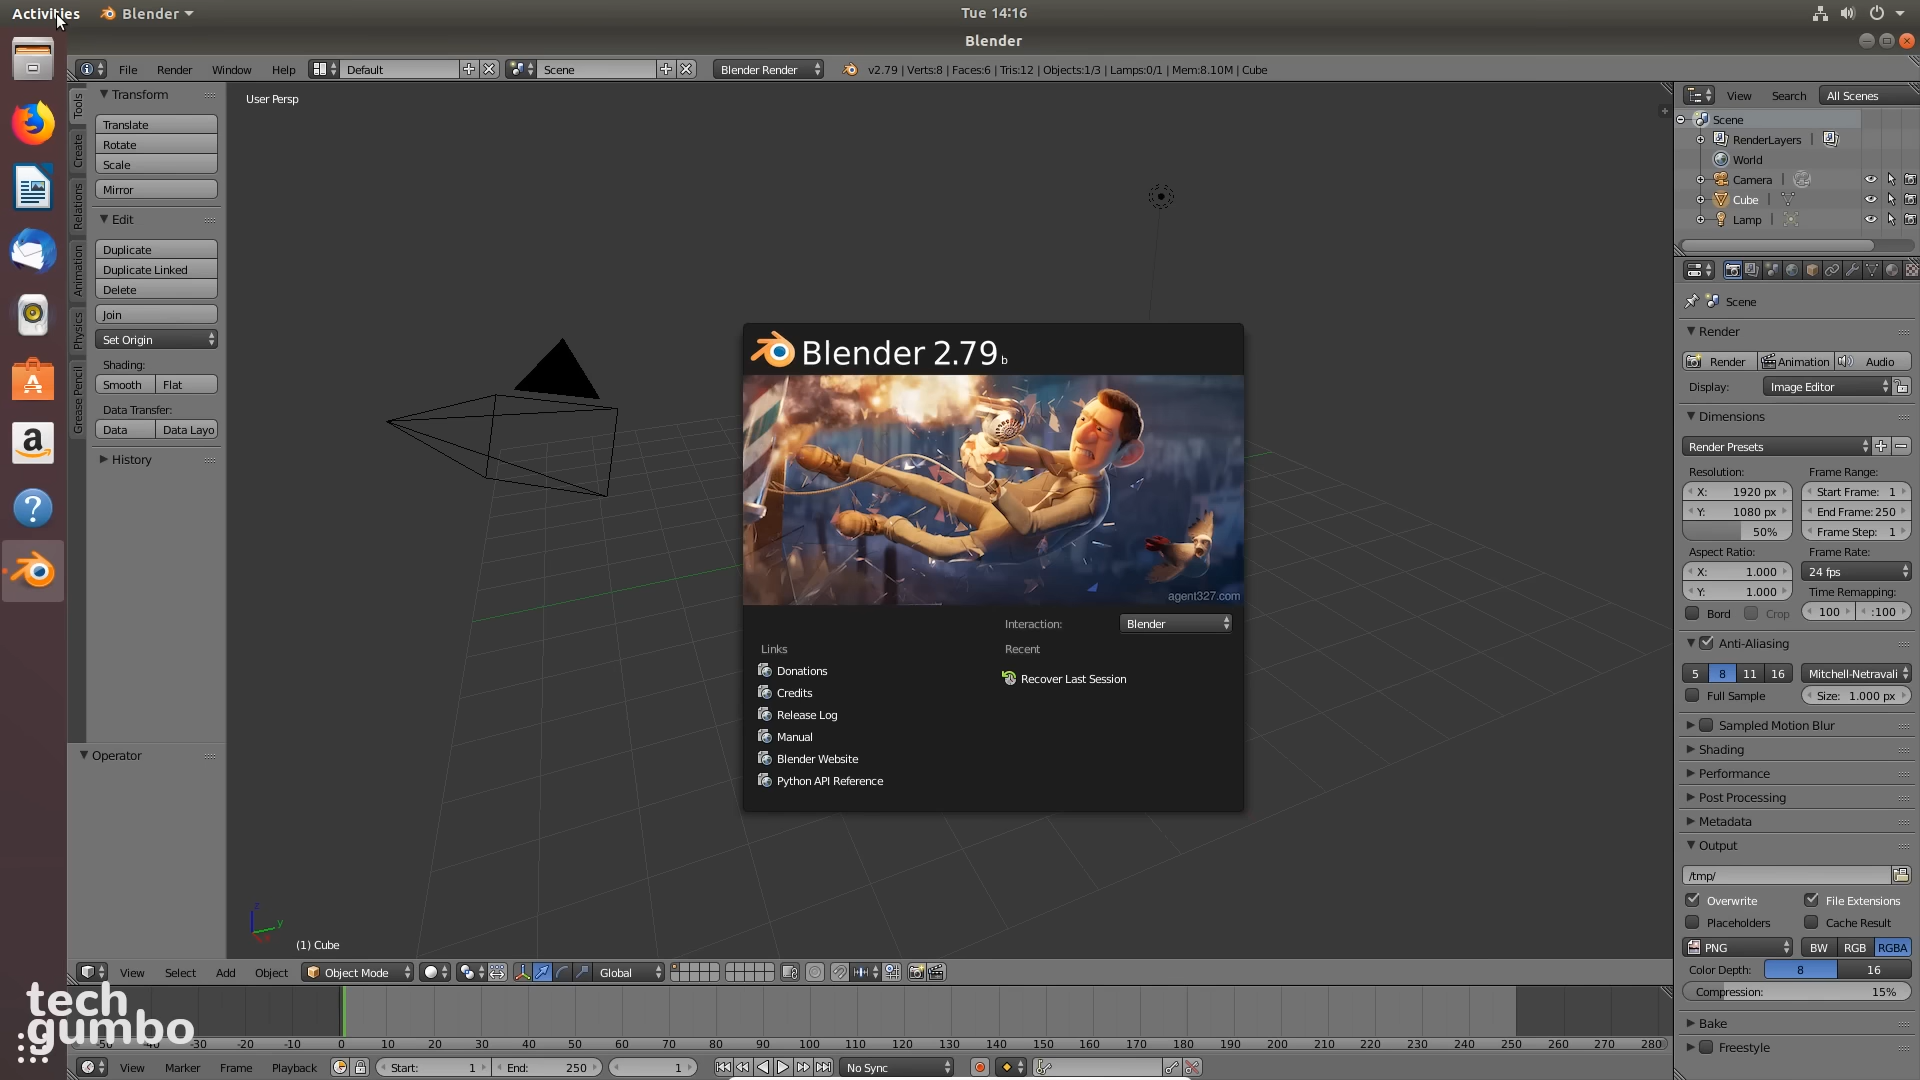 Activities Blender Tue 14:16
Blender
File Render Window Help Default Scene Blender Render v2.79 | Verts:8 | Faces:6 | Tris:12 | Objects:1/3 | Lamps:0/1 | Mem:8.10M | Cube
Tools
Create
Relations
Animation
Physics
Grease Pencil
Transform
Translate
Rotate
Scale
Mirror
Edit
Duplicate
Duplicate Linked
Delete
Join
Set Origin
Shading:
Smooth Flat
Data Transfer:
Data Data Layo
History
Operator
User Persp
Blender 2.79 b
agent327.com
Interaction: Blender
Links
Donations
Credits
Release Log
Manual
Blender Website
Python API Reference
Recent
Recover Last Session
z
y
(1) Cube
View Select Add Object Object Mode Global
View Search All Scenes
Scene
RenderLayers
World
Camera
Cube
Lamp
Scene
Render
Render Animation Audio
Display: Image Editor
Dimensions
Render Presets
Resolution: Frame Range:
X: 1920 px Start Frame: 1
Y: 1080 px End Frame: 250
50% Frame Step: 1
Aspect Ratio: Frame Rate:
X: 1.000 24 fps
Y: 1.000 Time Remapping:
Bord Crop 100 :100
Anti-Aliasing
5 8 11 16 Mitchell-Netravali
Full Sample Size: 1.000 px
Sampled Motion Blur
Shading
Performance
Post Processing
Metadata
Output
/tmp/
Overwrite File Extensions
Placeholders Cache Result
PNG BW RGB RGBA
Color Depth: 8 16
Compression: 15%
Bake
Freestyle
tech
gumbo
-30 -20 -10 0 10 20 30 40 50 60 70 80 90 100 110 120 130 140 150 160 170 180 190 200 210 220 230 240 250 260 270 280
View Marker Frame Playback Start: 1 End: 250 1 No Sync